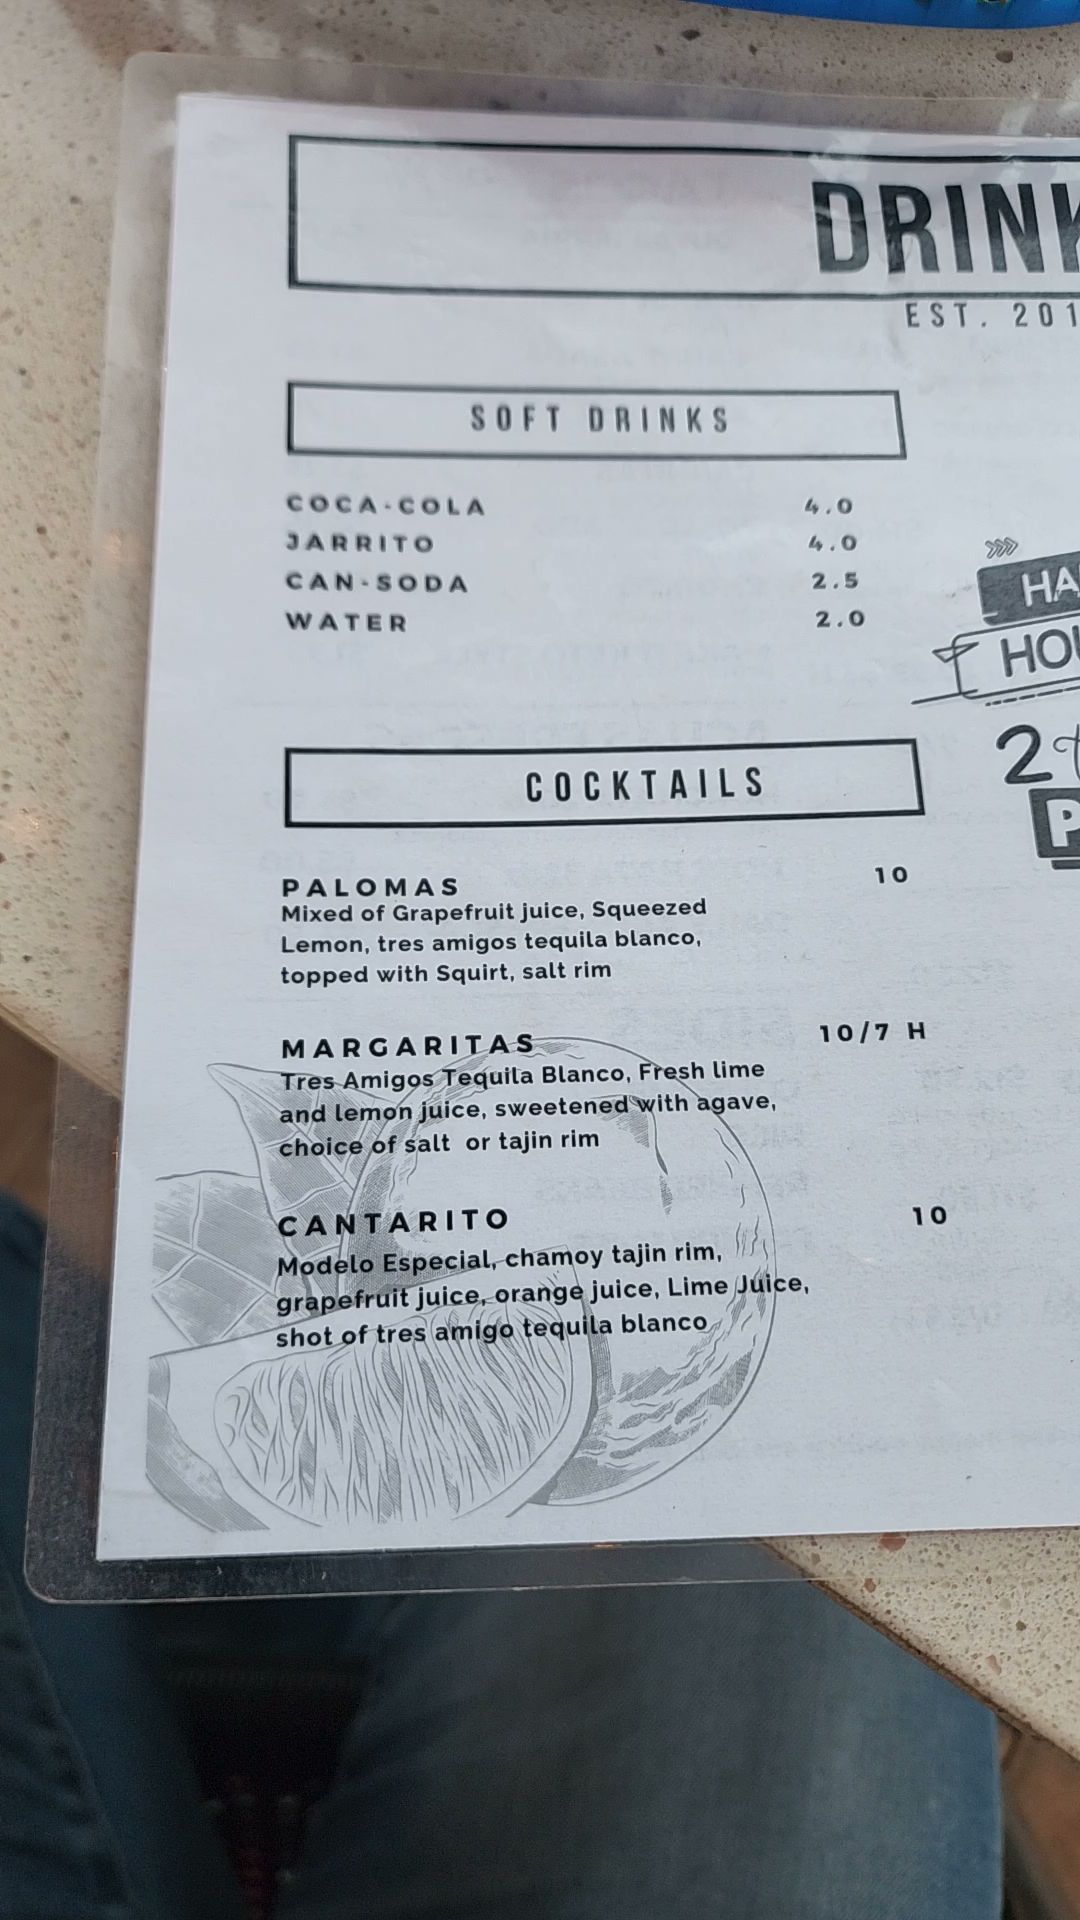 DRINK
EST. 201
SOFT DRINKS
COCA-COLA 4.0
JARRITO 4.0
CAN-SODA 2.5
WATER 2.0
HA
HOU
2
P
COCKTAILS
PALOMAS 10
Mixed of Grapefruit juice, Squeezed
Lemon, tres amigos tequila blanco,
topped with Squirt, salt rim
MARGARITAS 10/7 H
Tres Amigos Tequila Blanco, Fresh lime
and lemon juice, sweetened with agave,
choice of salt or tajin rim
CANTARITO 10
Modelo Especial, chamoy tajin rim,
grapefruit juice, orange juice, Lime Juice,
shot of tres amigo tequila blanco